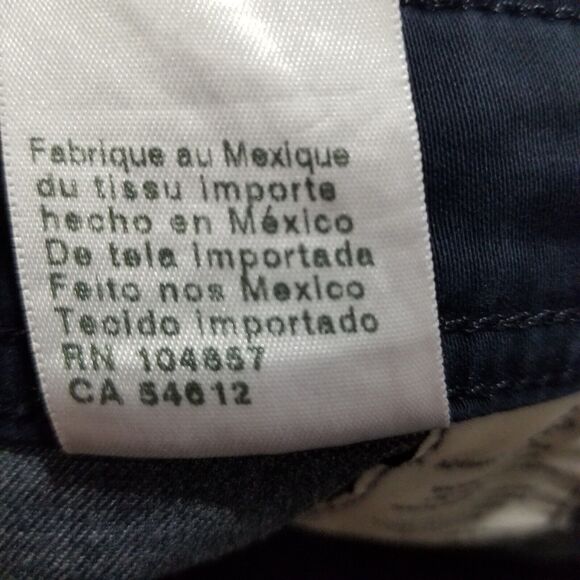 Fabrique au Mexique
du tissu importe
hecho en México
De tela importada
Feito nos Mexico
Tecido importado
RN 104857
CA 54612